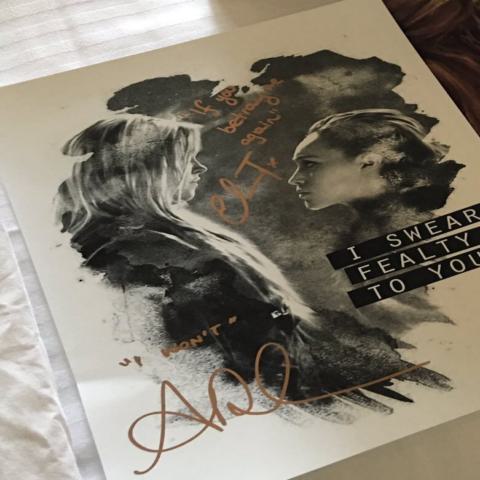 "If you
betray me
again"
I SWEAR
FEALTY
TO YOU
"I WON'T"